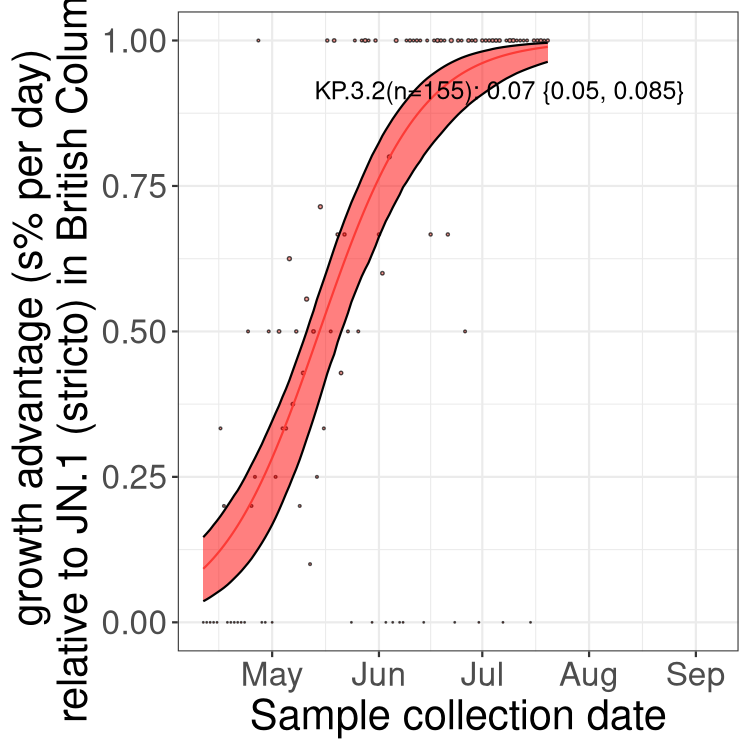 growth advantage (s% per day)
relative to JN.1 (stricto) in British Colum
1.00
0.75
0.50
0.25
0.00
KP.3.2(n=155): 0.07 {0.05, 0.085}
May Jun Jul Aug Sep
Sample collection date